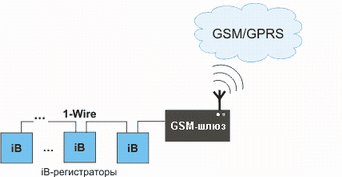 GSM/GPRS
...
1-Wire
GSM-шлюз
iB
...
iB
iB
iB-регистраторы